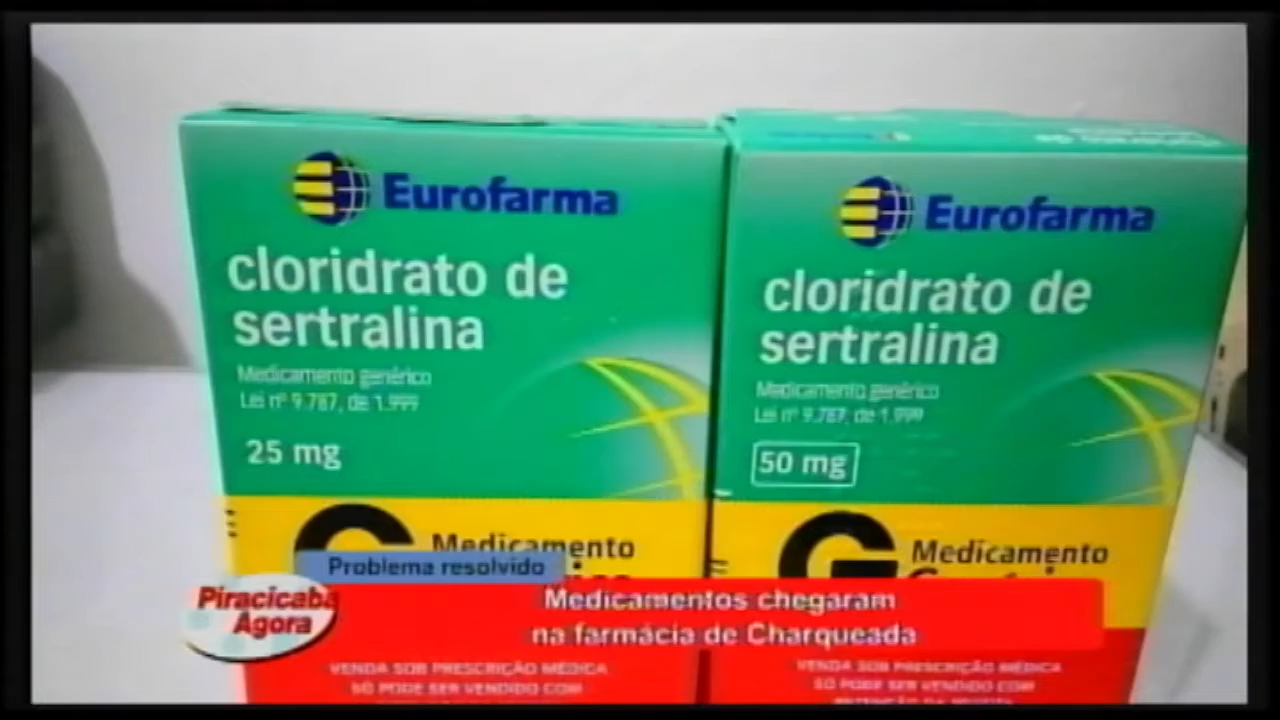 Eurofarma
cloridrato de
sertralina
Medicamento genérico
Lei nº 9.787, de 1.999
25 mg
G Medicamento
Eurofarma
cloridrato de
sertralina
Medicamento genérico
Lei nº 9.787, de 1.999
50 mg
G Medicamento
Problema resolvido
Piracicaba
Agora
Medicamentos chegaram
na farmácia de Charqueada
VENDA SOB PRESCRIÇÃO MÉDICA
SÓ PODE SER VENDIDO COM
VENDA SOB PRESCRIÇÃO MÉDICA
SÓ PODE SER VENDIDO COM